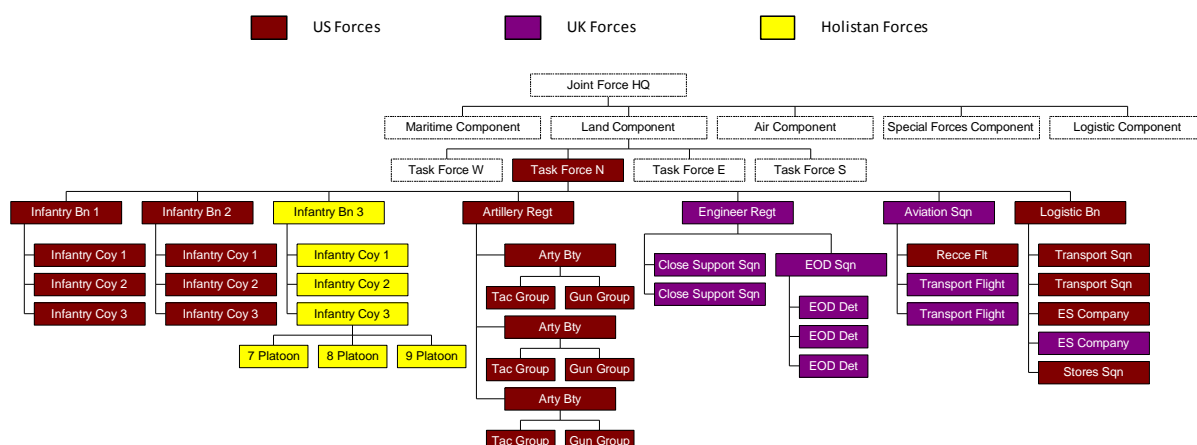 US Forces
UK Forces
Holistan Forces
Joint Force HQ
Maritime Component
Land Component
Air Component
Special Forces Component
Logistic Component
Task Force W
Task Force N
Task Force E
Task Force S
Infantry Bn 1
Infantry Bn 2
Infantry Bn 3
Artillery Regt
Engineer Regt
Aviation Sqn
Logistic Bn
Infantry Coy 1
Infantry Coy 2
Infantry Coy 3
Infantry Coy 1
Infantry Coy 2
Infantry Coy 3
Infantry Coy 1
Infantry Coy 2
Infantry Coy 3
7 Platoon
8 Platoon
9 Platoon
Arty Bty
Tac Group
Gun Group
Arty Bty
Tac Group
Gun Group
Arty Bty
Tac Group
Gun Group
Close Support Sqn
Close Support Sqn
EOD Sqn
EOD Det
EOD Det
EOD Det
Recce Flt
Transport Flight
Transport Flight
Transport Sqn
Transport Sqn
ES Company
ES Company
Stores Sqn